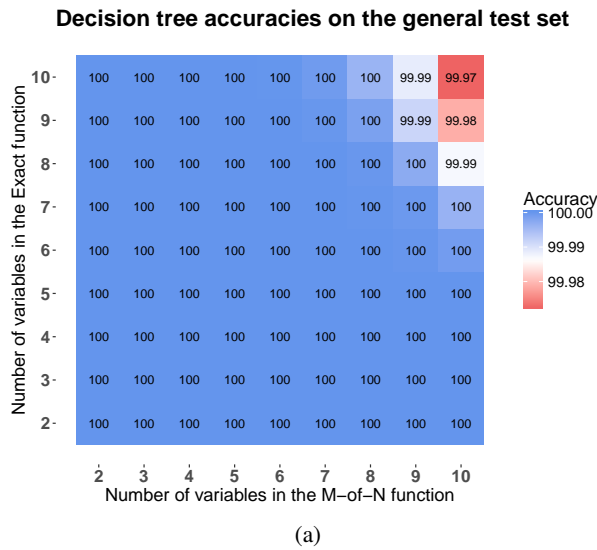 Decision tree accuracies on the general test set
Number of variables in the Exact function
10 100 100 100 100 100 100 100 99.99 99.97
9 100 100 100 100 100 100 100 99.99 99.98
8 100 100 100 100 100 100 100 100 99.99
7 100 100 100 100 100 100 100 100 100
6 100 100 100 100 100 100 100 100 100
5 100 100 100 100 100 100 100 100 100
4 100 100 100 100 100 100 100 100 100
3 100 100 100 100 100 100 100 100 100
2 100 100 100 100 100 100 100 100 100
2 3 4 5 6 7 8 9 10
Number of variables in the M−of−N function
Accuracy
100.00
99.99
99.98
(a)